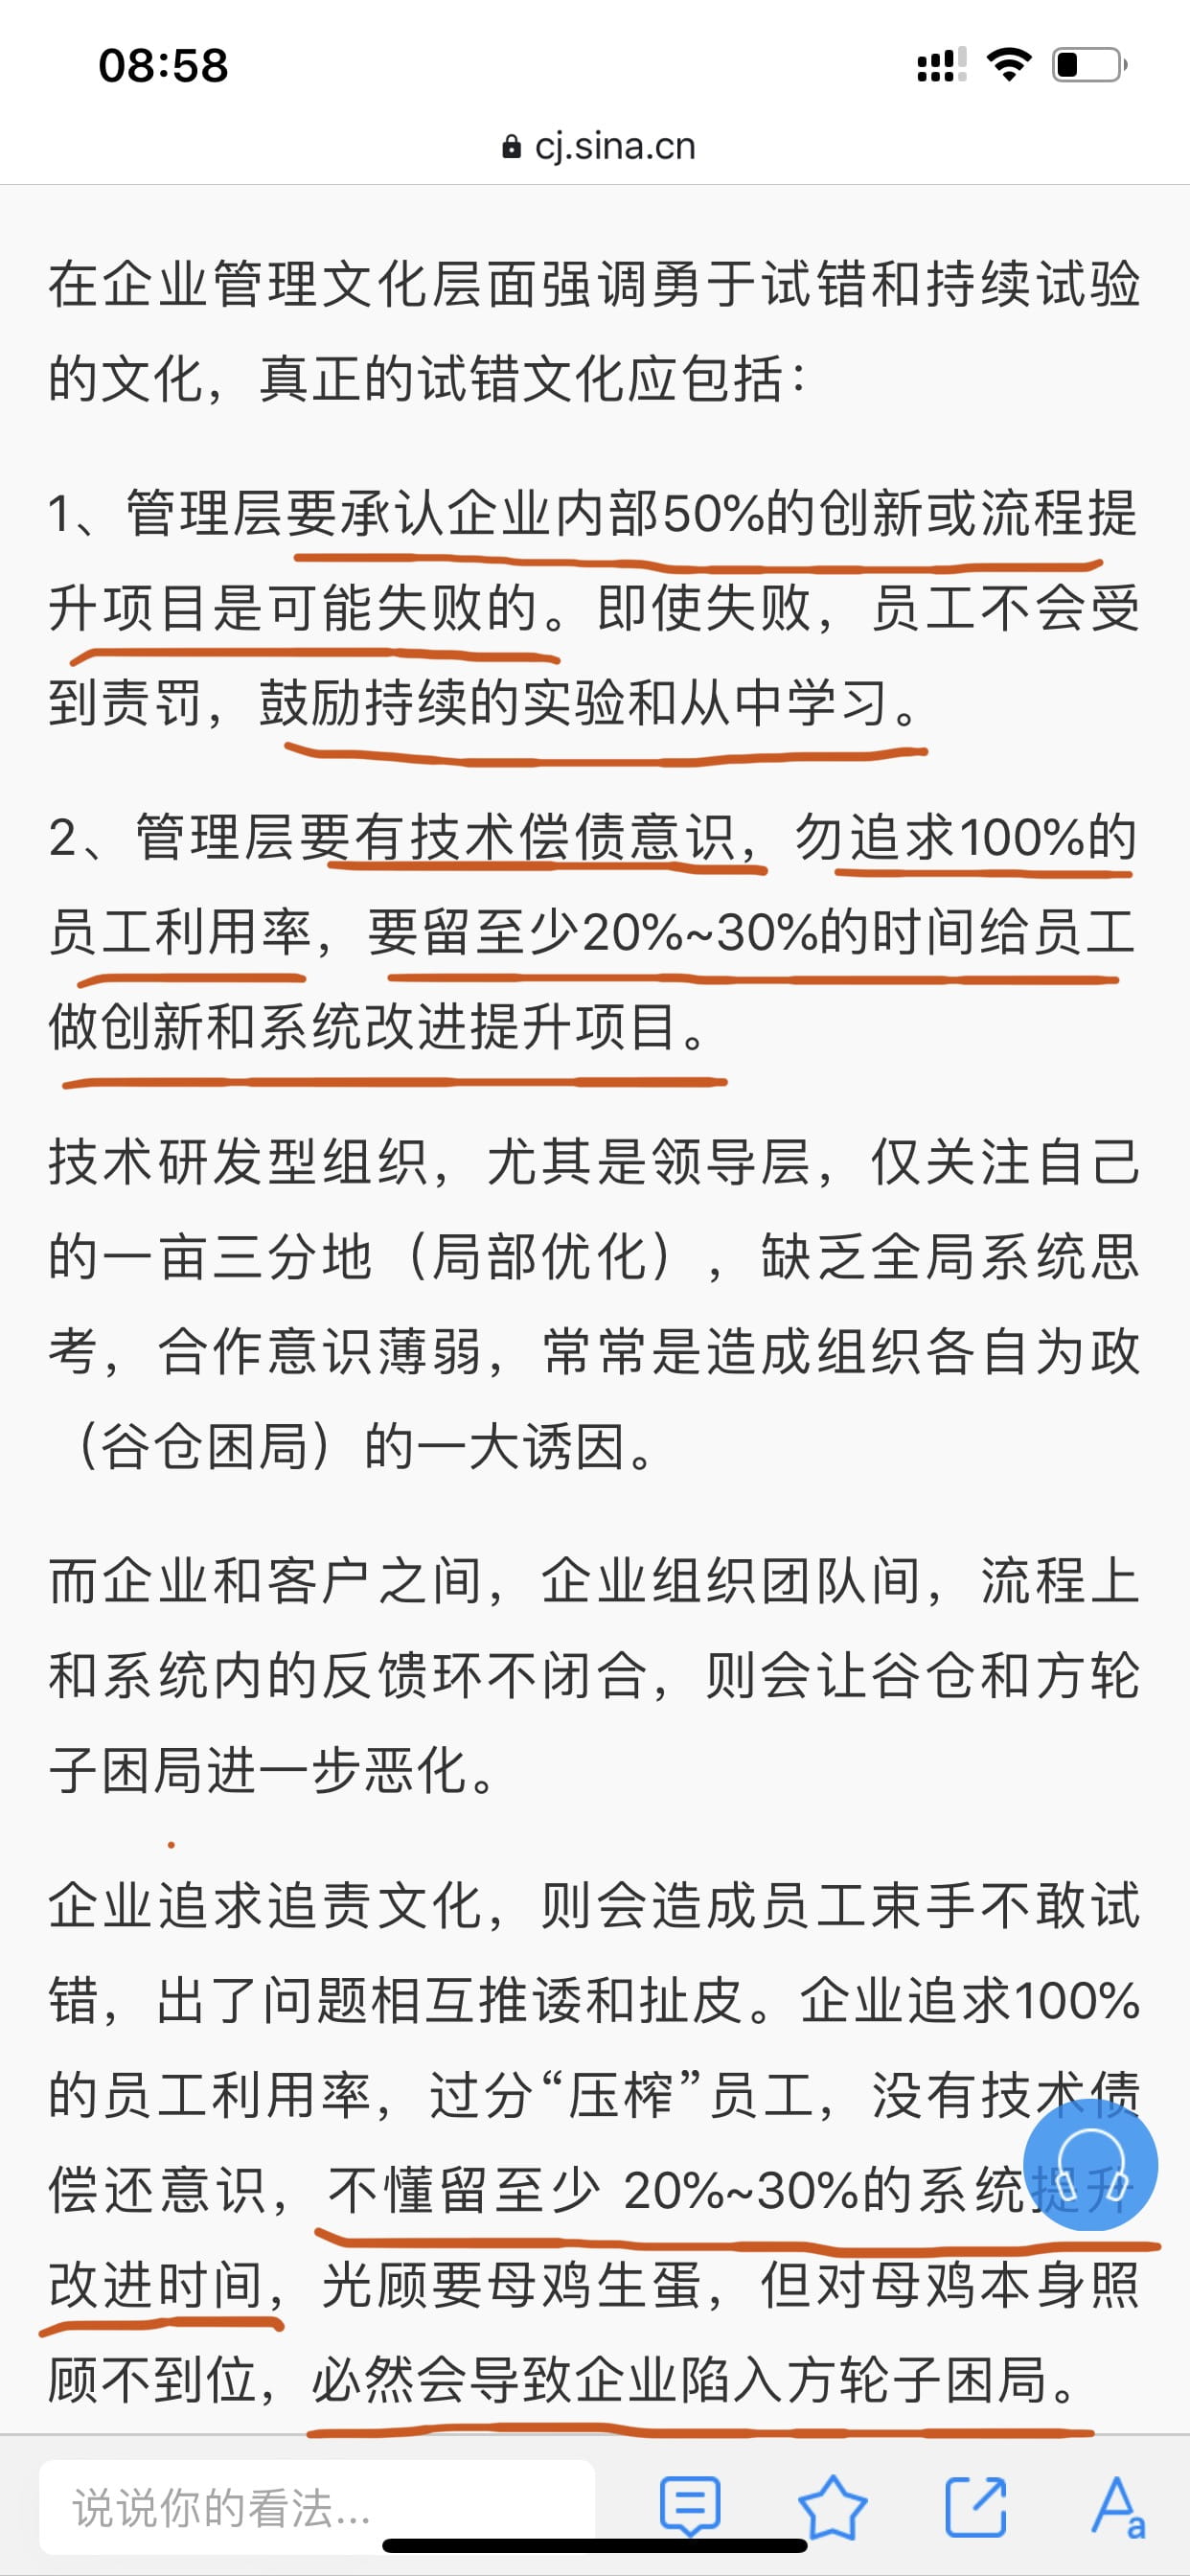 08:58
cj.sina.cn
在企业管理文化层面强调勇于试错和持续试验
的文化，真正的试错文化应包括：
1、管理层要承认企业内部50%的创新或流程提
升项目是可能失败的。即使失败，员工不会受
到责罚，鼓励持续的实验和从中学习。
2、管理层要有技术偿债意识，勿追求100%的
员工利用率，要留至少20%~30%的时间给员工
做创新和系统改进提升项目。
技术研发型组织，尤其是领导层，仅关注自己
的一亩三分地（局部优化），缺乏全局系统思
考，合作意识薄弱，常常是造成组织各自为政
（谷仓困局）的一大诱因。
而企业和客户之间，企业组织团队间，流程上
和系统内的反馈环不闭合，则会让谷仓和方轮
子困局进一步恶化。
企业追求追责文化，则会造成员工束手不敢试
错，出了问题相互推诿和扯皮。企业追求100%
的员工利用率，过分“压榨”员工，没有技术债
偿还意识，不懂留至少 20%~30%的系统提升
改进时间，光顾要母鸡生蛋，但对母鸡本身照
顾不到位，必然会导致企业陷入方轮子困局。
说说你的看法...
Aa